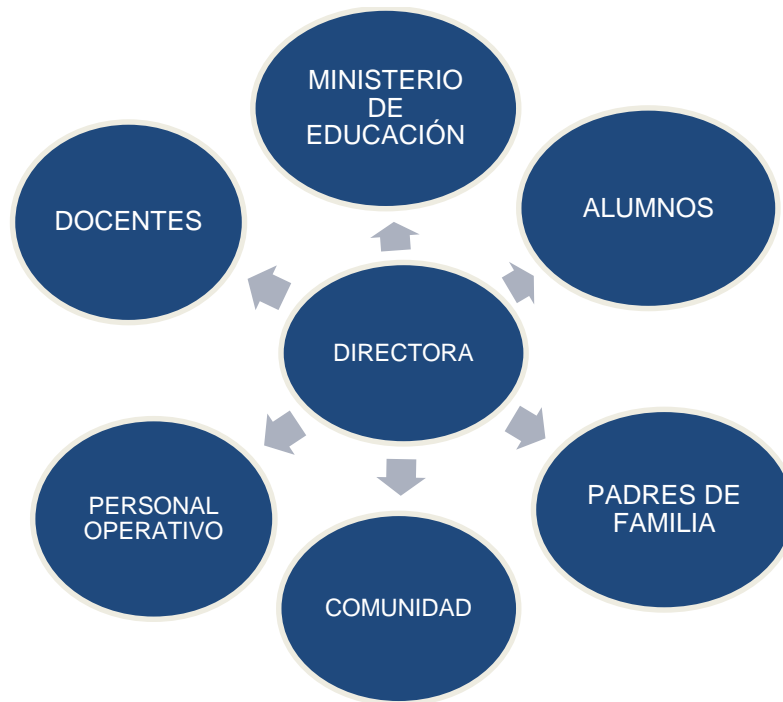 MINISTERIO
DE
EDUCACIÓN
DOCENTES
ALUMNOS
DIRECTORA
PERSONAL
OPERATIVO
PADRES DE
FAMILIA
COMUNIDAD